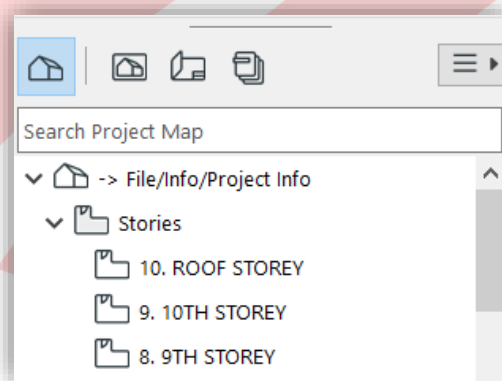 Search Project Map
-> File/Info/Project Info
Stories
10. ROOF STOREY
9. 10TH STOREY
8. 9TH STOREY